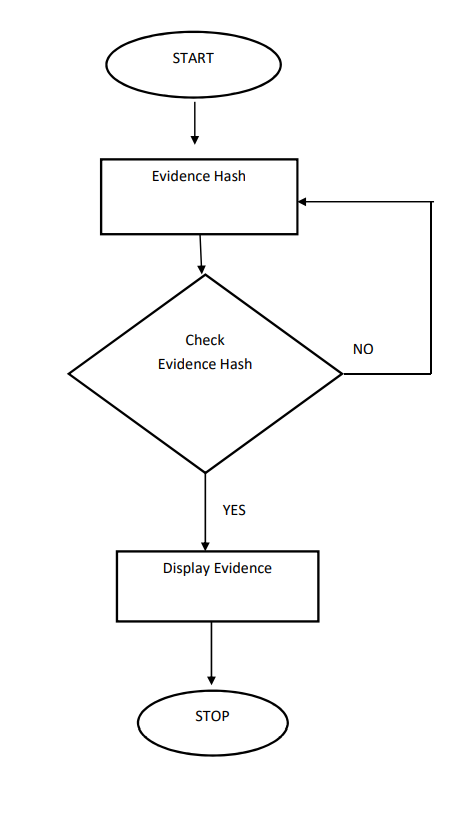 START
Evidence Hash
Check
Evidence Hash
NO
YES
Display Evidence
STOP